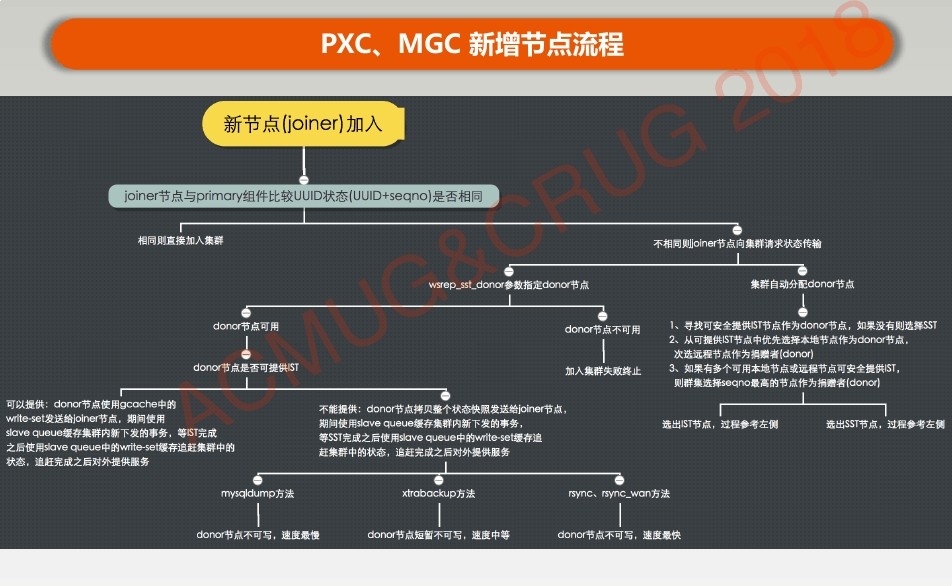 PXC、MGC 新增节点流程
新节点(joiner)加入
joiner节点与primary组件比较UUID状态(UUID+seqno)是否相同
相同则直接加入集群
不相同则joiner节点向集群请求状态传输
wsrep_sst_donor参数指定donor节点
集群自动分配donor节点
donor节点可用
donor节点不可用
donor节点是否可提供IST
加入集群失败终止
1、寻找可安全提供IST节点作为donor节点，如果没有则选择SST
2、从可提供IST节点中优先选择本地节点作为donor节点，
次选远程节点作为捐赠者(donor)
3、如果有多个可用本地节点或远程节点可安全提供IST，
则群集选择seqno最高的节点作为捐赠者(donor)
可以提供：donor节点使用gcache中的
write-set发送给joiner节点，期间使用
slave queue缓存集群内新下发的事务，等IST完成
之后使用slave queue中的write-set缓存追赶集群中的
状态，追赶完成之后对外提供服务
不能提供：donor节点拷贝整个状态快照发送给joiner节点，
期间使用slave queue缓存集群内新下发的事务，
等SST完成之后使用slave queue中的write-set缓存追
赶集群中的状态，追赶完成之后对外提供服务
选出IST节点，过程参考左侧
选出SST节点，过程参考左侧
mysqldump方法
xtrabackup方法
rsync、rsync_wan方法
donor节点不可写，速度最慢
donor节点短暂不可写，速度中等
donor节点不可写，速度最快
ACMUG&CRUG 2018